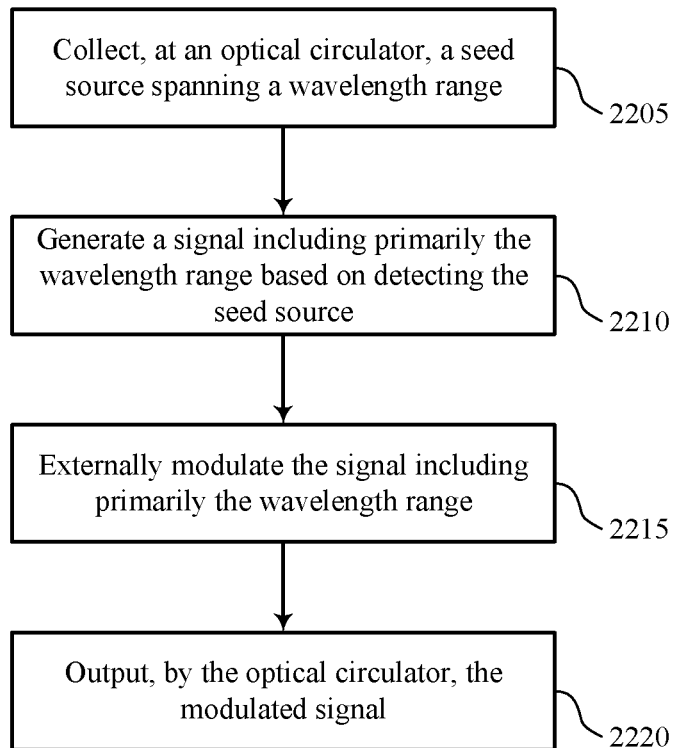 Collect, at an optical circulator, a seed
source spanning a wavelength range
2205
Generate a signal including primarily the
wavelength range based on detecting the
seed source
2210
Externally modulate the signal including
primarily the wavelength range
2215
Output, by the optical circulator, the
modulated signal
2220